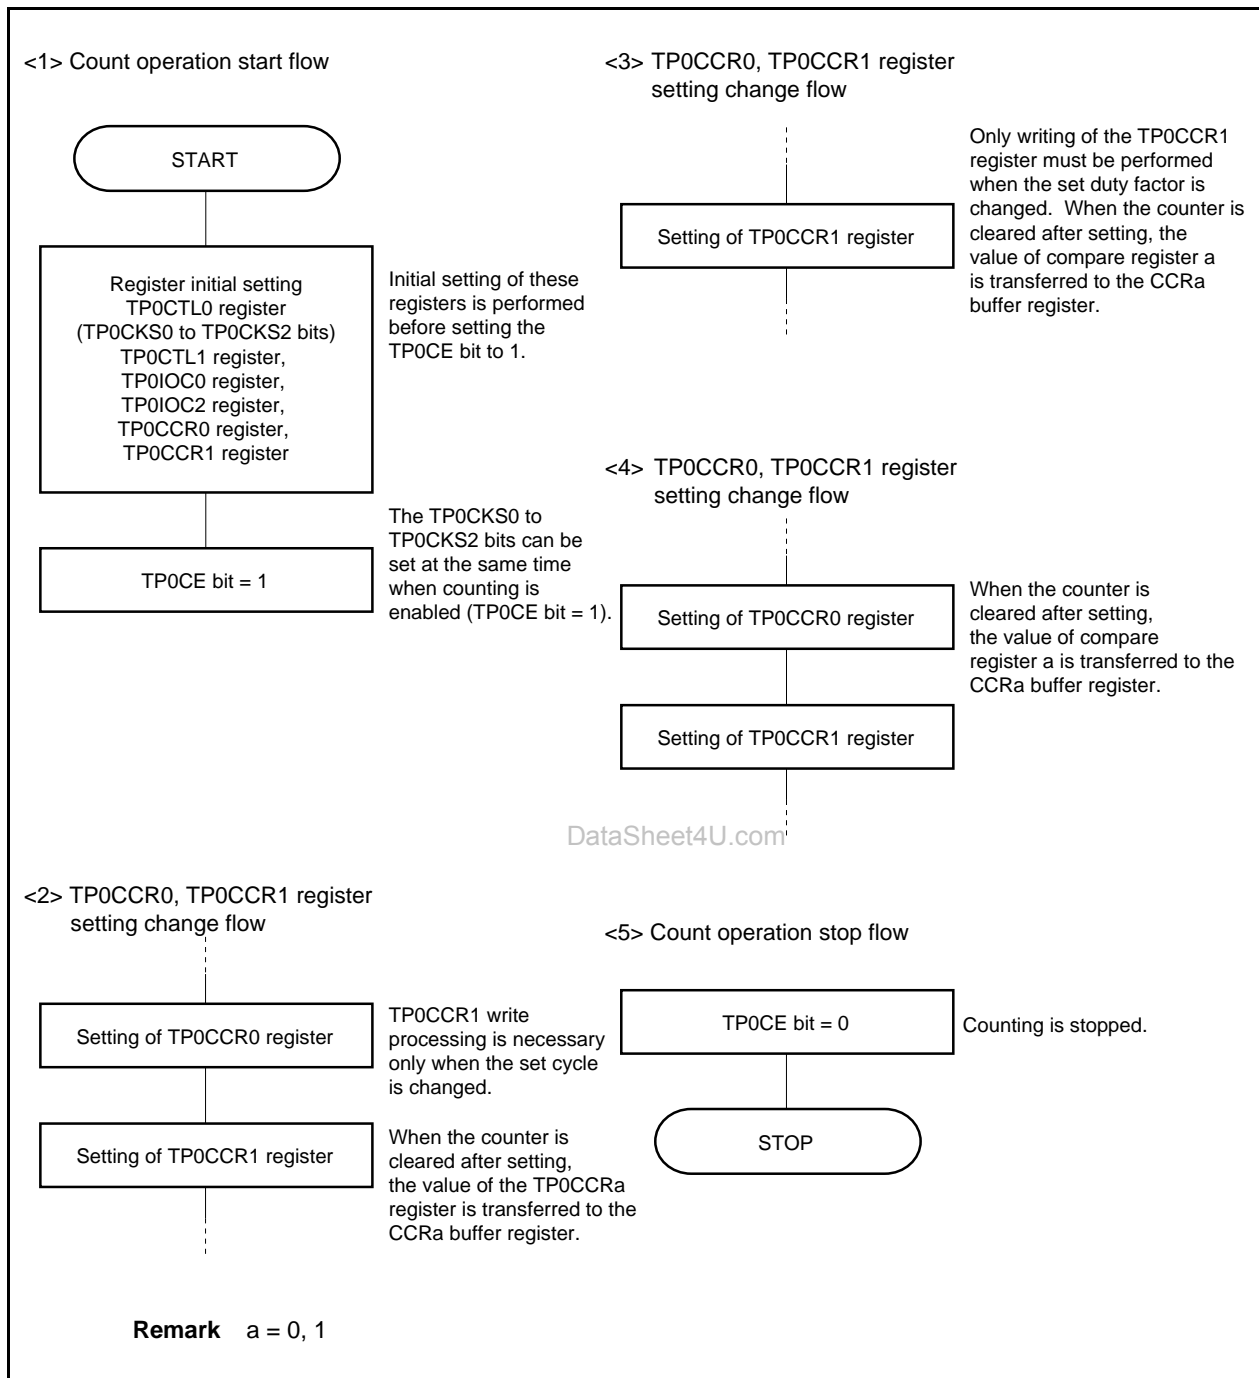 <1> Count operation start flow
START
Register initial setting
TP0CTL0 register
(TP0CKS0 to TP0CKS2 bits)
TP0CTL1 register,
TP0IOC0 register,
TP0IOC2 register,
TP0CCR0 register,
TP0CCR1 register
Initial setting of these
registers is performed
before setting the
TP0CE bit to 1.
TP0CE bit = 1
The TP0CKS0 to
TP0CKS2 bits can be
set at the same time
when counting is
enabled (TP0CE bit = 1).
<2> TP0CCR0, TP0CCR1 register
setting change flow
Setting of TP0CCR0 register
TP0CCR1 write
processing is necessary
only when the set cycle
is changed.
Setting of TP0CCR1 register
When the counter is
cleared after setting,
the value of the TP0CCRa
register is transferred to the
CCRa buffer register.
<3> TP0CCR0, TP0CCR1 register
setting change flow
Setting of TP0CCR1 register
Only writing of the TP0CCR1
register must be performed
when the set duty factor is
changed. When the counter is
cleared after setting, the
value of compare register a
is transferred to the CCRa
buffer register.
<4> TP0CCR0, TP0CCR1 register
setting change flow
Setting of TP0CCR0 register
When the counter is
cleared after setting,
the value of compare
register a is transferred to the
CCRa buffer register.
Setting of TP0CCR1 register
DataSheet4U.com
<5> Count operation stop flow
TP0CE bit = 0
Counting is stopped.
STOP
Remark a = 0, 1